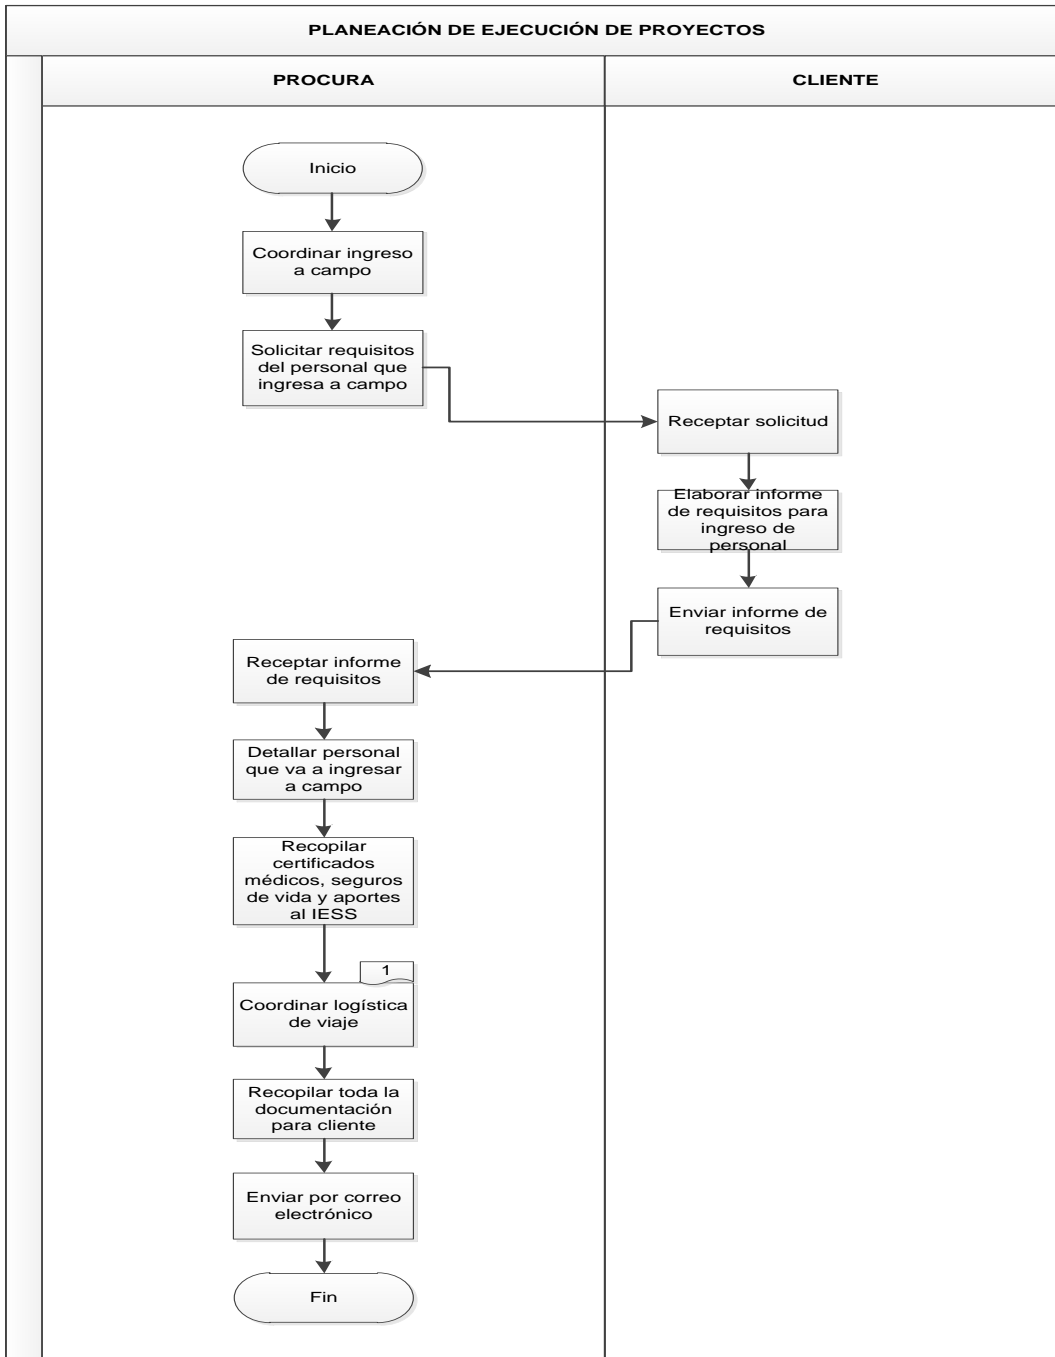 PLANEACIÓN DE EJECUCIÓN DE PROYECTOS
PROCURA
CLIENTE
Inicio
Coordinar ingreso
a campo
Solicitar requisitos
del personal que
ingresa a campo
Receptar solicitud
Elaborar informe
de requisitos para
ingreso de
personal
Enviar informe de
requisitos
Receptar informe
de requisitos
Detallar personal
que va a ingresar
a campo
Recopilar
certificados
médicos, seguros
de vida y aportes
al IESS
1
Coordinar logística
de viaje
Recopilar toda la
documentación
para cliente
Enviar por correo
electrónico
Fin